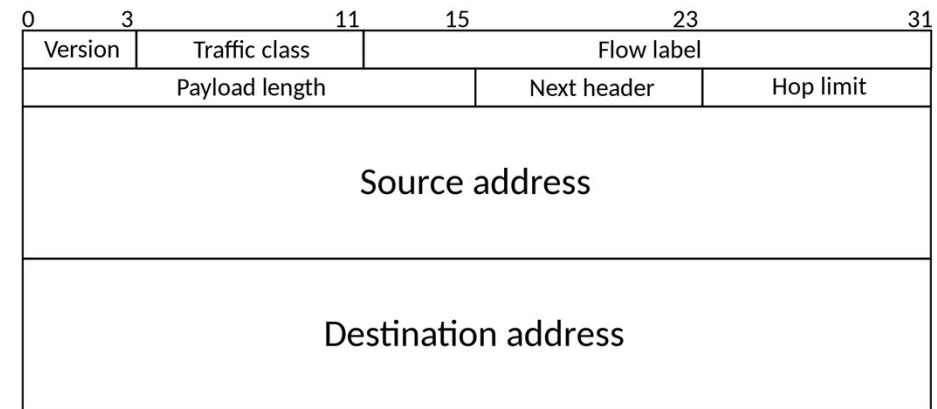 0 3 11 15 23 31
Version Traffic class Flow label
Payload length Next header Hop limit
Source address
Destination address